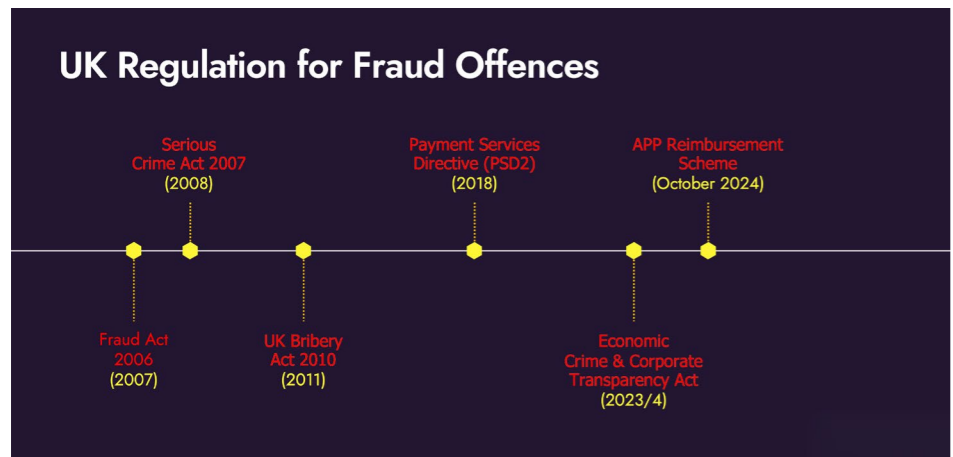 UK Regulation for Fraud Offences
Serious
Crime Act 2007
(2008)
Payment Services
Directive (PSD2)
(2018)
APP Reimbursement
Scheme
(October 2024)
Fraud Act
2006
(2007)
UK Bribery
Act 2010
(2011)
Economic
Crime & Corporate
Transparency Act
(2023/4)